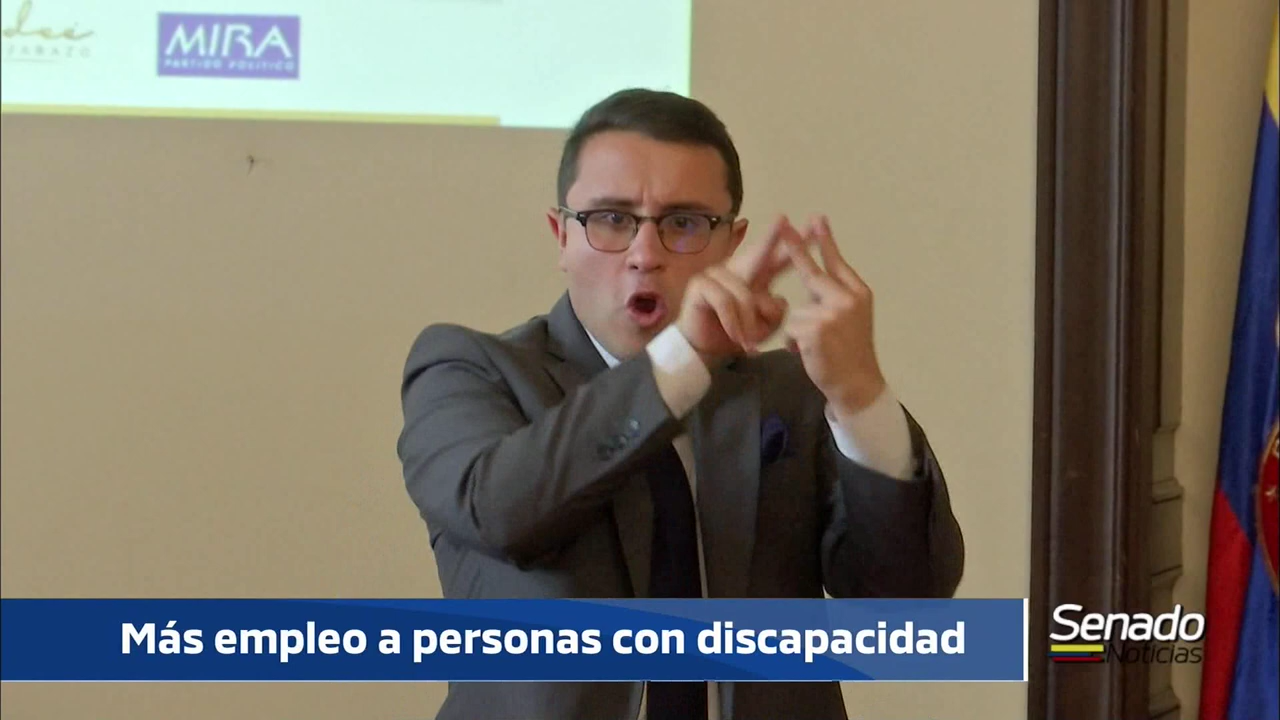 MIRA
PARTIDO POLÍTICO
Más empleo a personas con discapacidad
Senado
Noticias